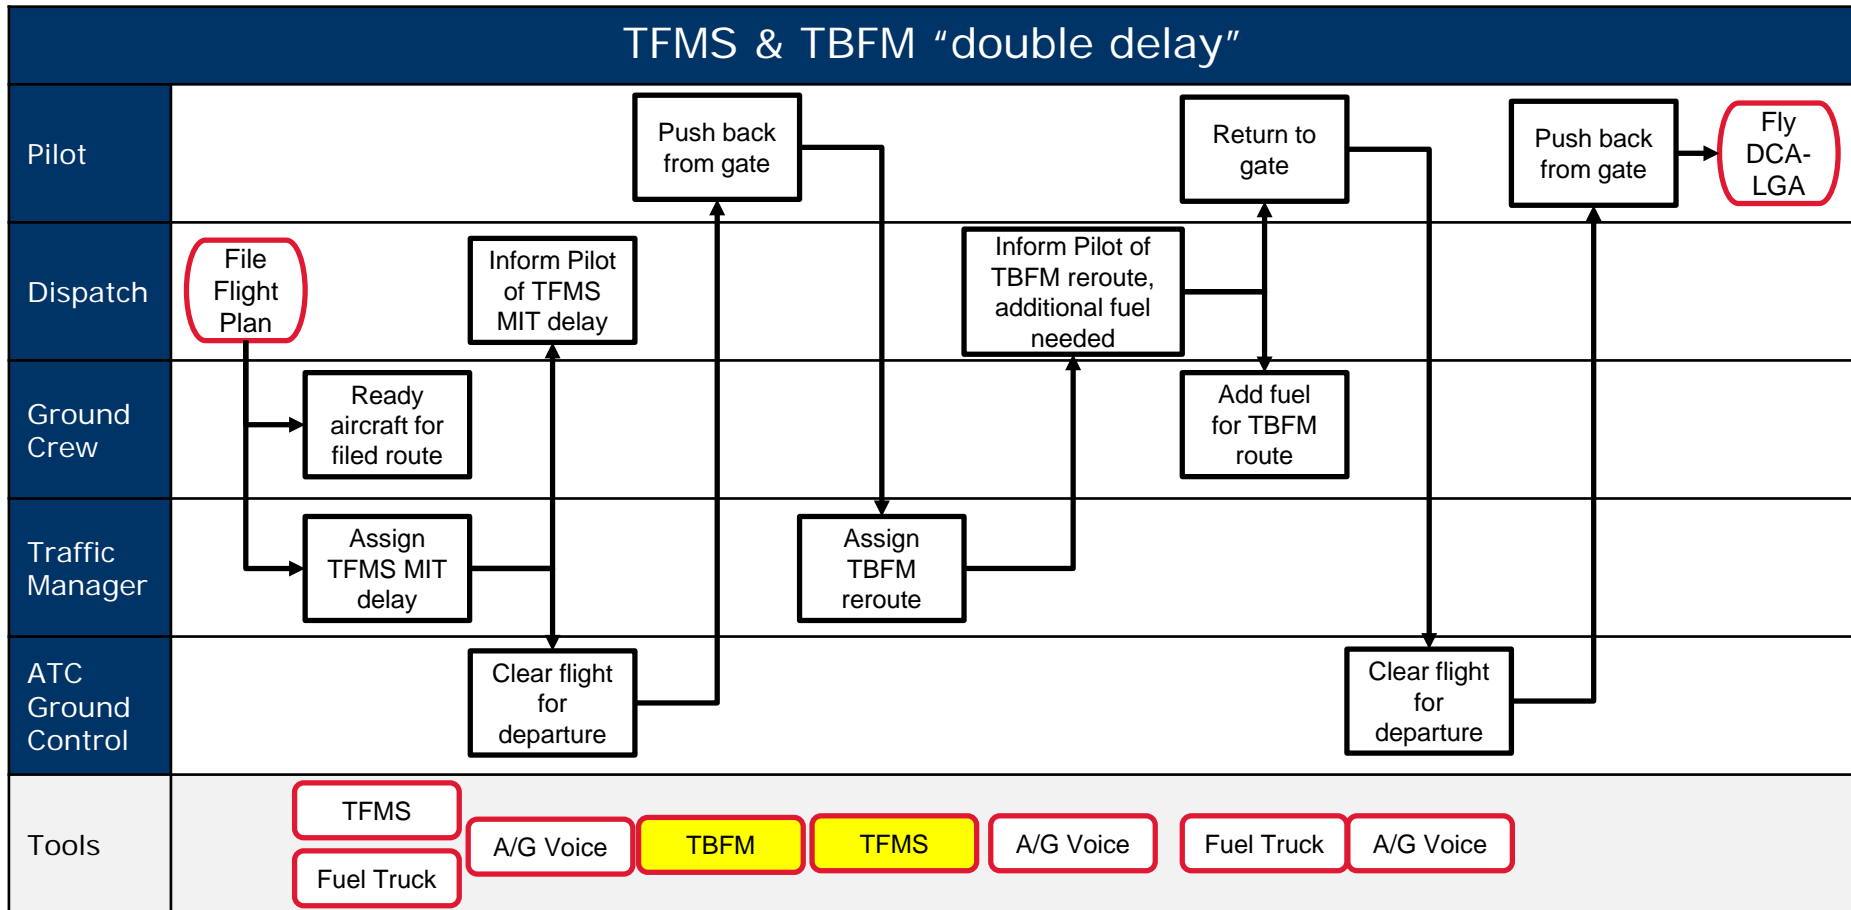 TFMS & TBFM “double delay”
Pilot
Push back
from gate
Return to
gate
Push back
from gate
Fly
DCA-
LGA
Dispatch
File
Flight
Plan
Inform Pilot
of TFMS
MIT delay
Inform Pilot of
TBFM reroute,
additional fuel
needed
Ground
Crew
Ready
aircraft for
filed route
Add fuel
for TBFM
route
Traffic
Manager
Assign
TFMS MIT
delay
Assign
TBFM
reroute
ATC
Ground
Control
Clear flight
for
departure
Clear flight
for
departure
Tools
TFMS
Fuel Truck
A/G Voice
TBFM
TFMS
A/G Voice
Fuel Truck
A/G Voice